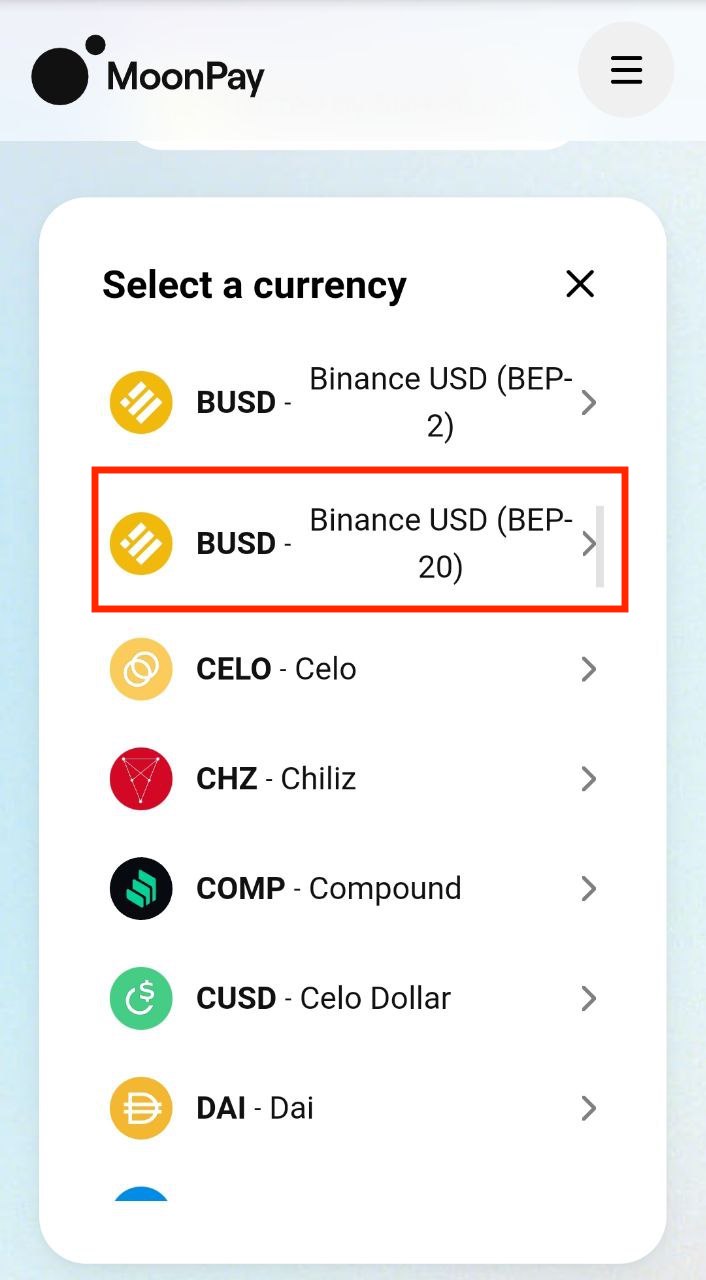 MoonPay
Select a currency
BUSD - Binance USD (BEP-
2)
BUSD - Binance USD (BEP-
20)
CELO - Celo
CHZ - Chiliz
COMP - Compound
CUSD - Celo Dollar
DAI - Dai